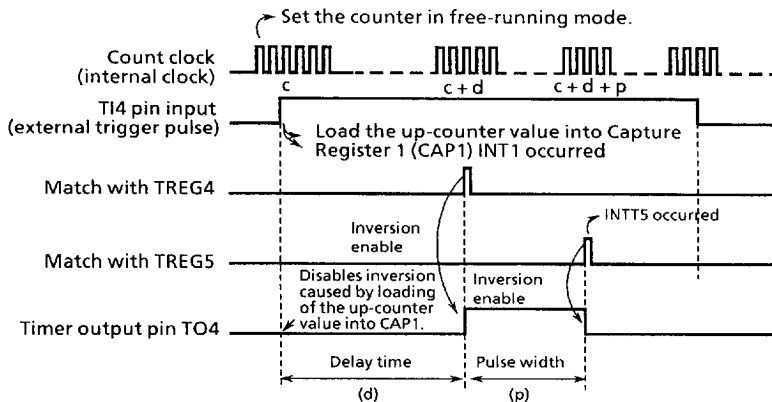 Set the counter in free-running mode.
Count clock
(internal clock)
c
c + d
c + d + p
TI4 pin input
(external trigger pulse)
Load the up-counter value into Capture
Register 1 (CAP1) INT1 occurred
Match with TREG4
INTT5 occurred
Inversion
enable
Match with TREG5
Disables inversion
caused by loading
of the up-counter
value into CAP1.
Inversion
enable
Timer output pin TO4
Delay time
Pulse width
(d)
(p)